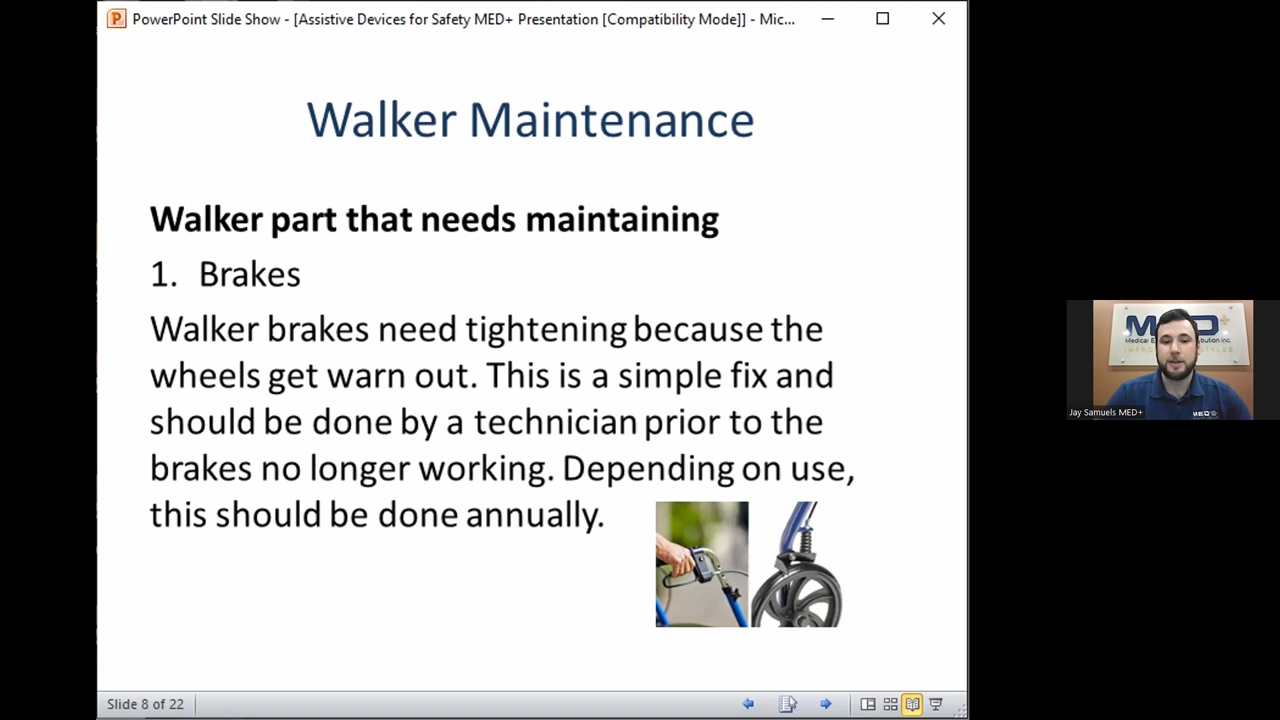 PowerPoint Slide Show - [Assistive Devices for Safety MED+ Presentation [Compatibility Mode]] - Mic...
Walker Maintenance
Walker part that needs maintaining
1. Brakes
Walker brakes need tightening because the
wheels get warn out. This is a simple fix and
should be done by a technician prior to the
brakes no longer working. Depending on use,
this should be done annually.
Slide 8 of 22
Medical E
bution Inc.
Jay Samuels MED+